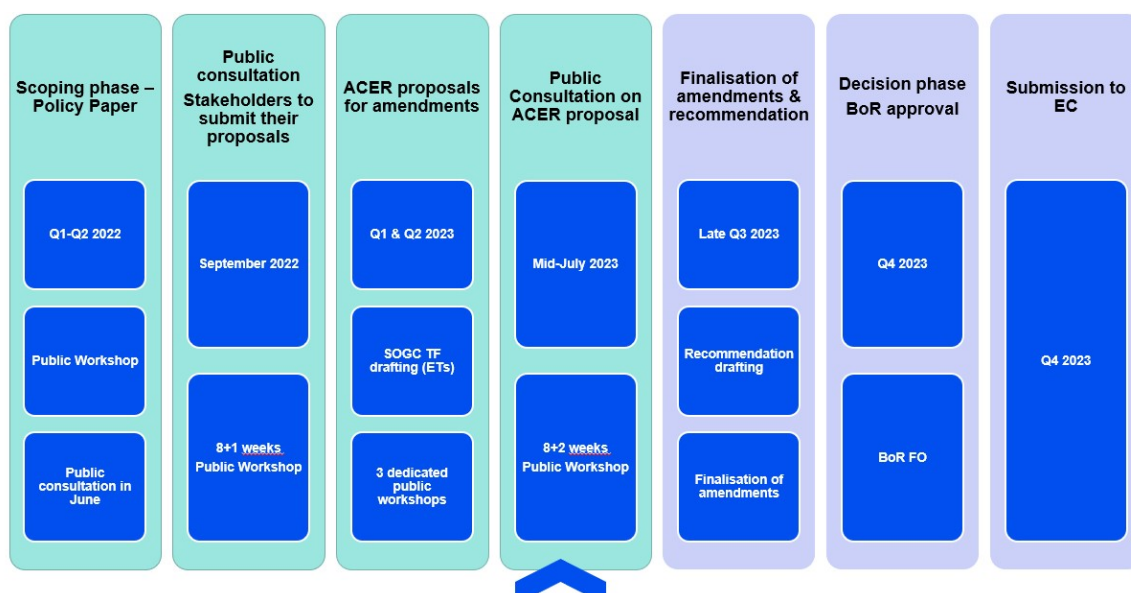 Scoping phase –
Policy Paper
Q1-Q2 2022
Public Workshop
Public
consultation in
June
Public
consultation
Stakeholders to
submit their
proposals
September 2022
8+1 weeks
Public Workshop
ACER proposals
for amendments
Q1 & Q2 2023
SOGC TF
drafting (ETs)
3 dedicated
public
workshops
Public
Consultation on
ACER proposal
Mid-July 2023
8+2 weeks
Public Workshop
Finalisation of
amendments &
recommendation
Late Q3 2023
Recommendation
drafting
Finalisation of
amendments
Decision phase
BoR approval
Q4 2023
BoR FO
Submission to
EC
Q4 2023